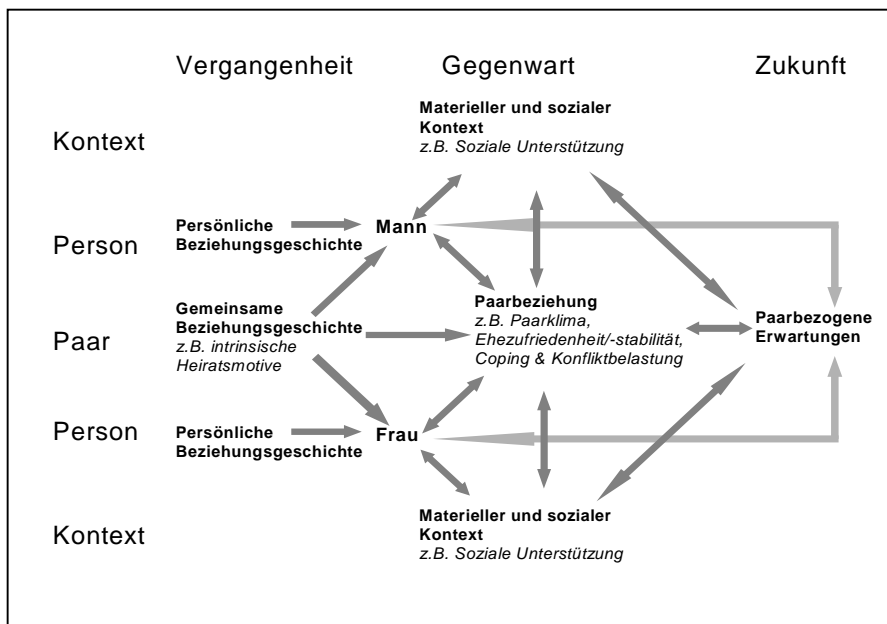 Vergangenheit
Gegenwart
Zukunft
Kontext
Materieller und sozialer
Kontext
z.B. Soziale Unterstützung
Person
Persönliche
Beziehungsgeschichte
Mann
Paar
Gemeinsame
Beziehungsgeschichte
z.B. intrinsische
Heiratsmotive
Paarbeziehung
z.B. Paarklima,
Ehezufriedenheit/-stabilität,
Coping & Konfliktbelastung
Paarbezogene
Erwartungen
Person
Persönliche
Beziehungsgeschichte
Frau
Kontext
Materieller und sozialer
Kontext
z.B. Soziale Unterstützung